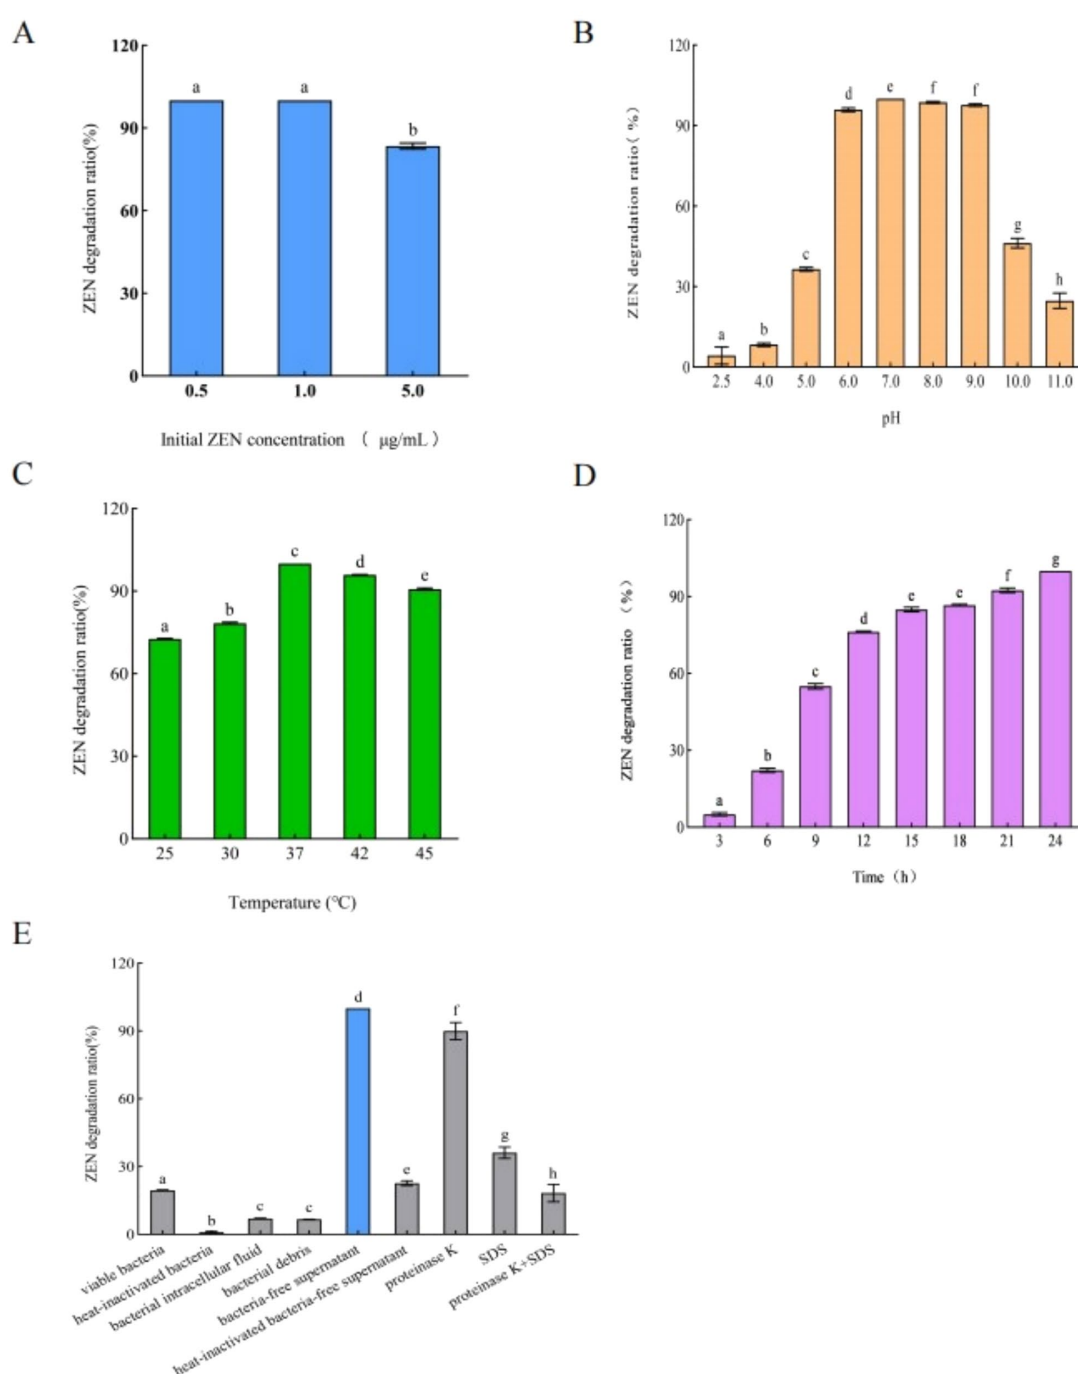 A
120
90
60
30
0
ZEN degradation ratio(%)
a
a
b
0.5 1.0 5.0
Initial ZEN concentration ( μg/mL )
B
120
90
60
30
0
ZEN degradation ratio( %)
a
b
c
d
e
f
f
g
h
2.5 4.0 5.0 6.0 7.0 8.0 9.0 10.0 11.0
pH
C
120
90
60
30
0
ZEN degradation ratio(%)
a
b
c
d
e
25 30 37 42 45
Temperature (℃)
D
120
90
60
30
0
ZEN degradation ratio (%)
a
b
c
d
e
e
f
g
3 6 9 12 15 18 21 24
Time (h)
E
120
90
60
30
0
ZEN degradation ratio(%)
a
b
c
c
d
e
f
g
h
viable bacteria
heat-inactivated bacteria
bacterial intracellular fluid
bacterial debris
bacteria-free supernatant
heat-inactivated bacteria-free supernatant
proteinase K
SDS
proteinase K+SDS